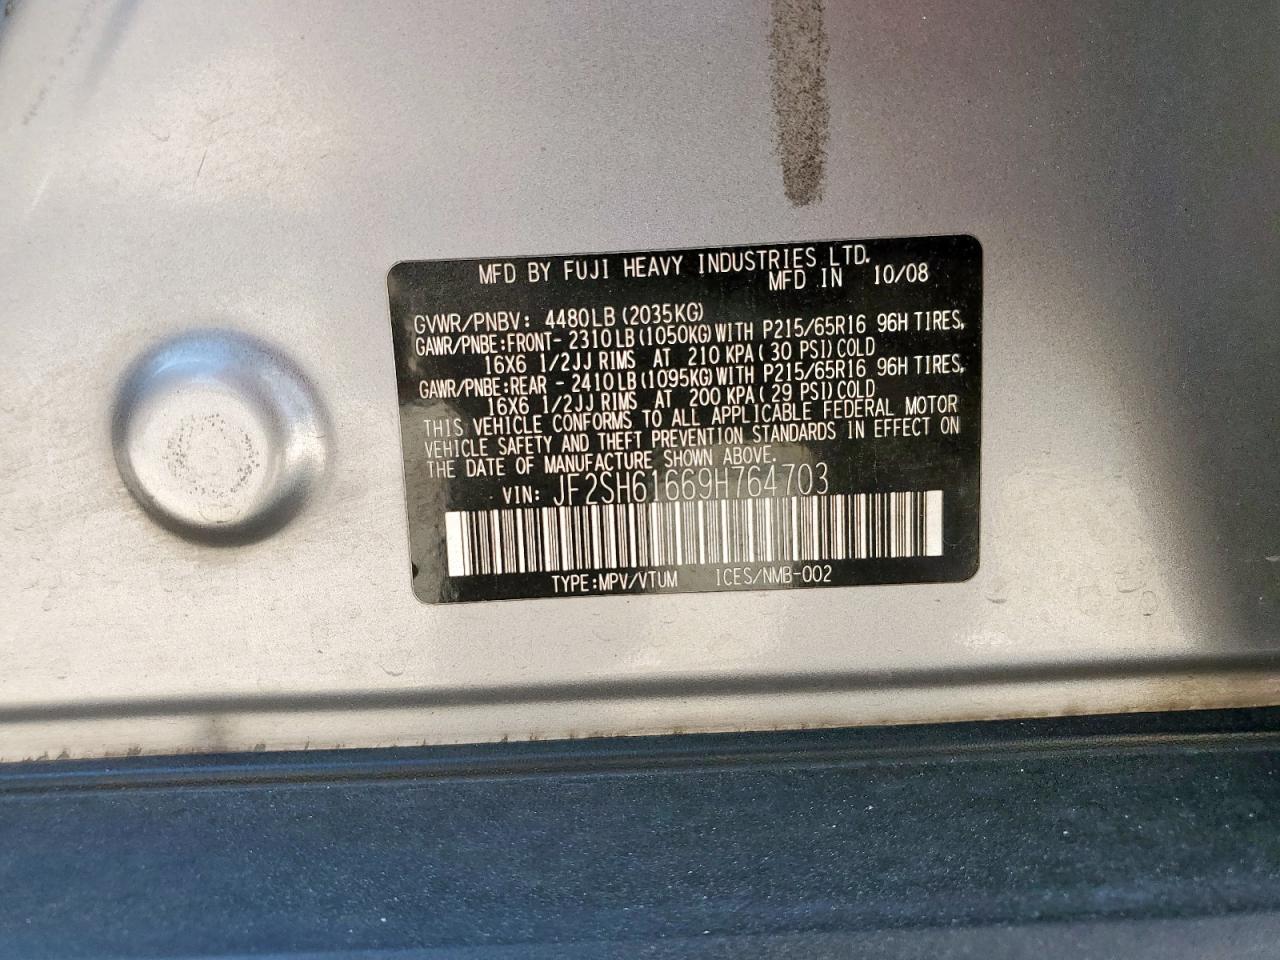 MFD BY FUJI HEAVY INDUSTRIES LTD.
MFD IN 10/08
GVWR/PNBV: 4480LB (2035KG)
GAWR/PNBE:FRONT- 2310LB (1050KG) WITH P215/65R16 96H TIRES,
16X6 1/2JJ RIMS AT 210 KPA ( 30 PSI) COLD
GAWR/PNBE:REAR - 2410LB (1095KG) WITH P215/65R16 96H TIRES,
16X6 1/2JJ RIMS AT 200 KPA ( 29 PSI) COLD
THIS VEHICLE CONFORMS TO ALL APPLICABLE FEDERAL MOTOR
VEHICLE SAFETY AND THEFT PREVENTION STANDARDS IN EFFECT ON
THE DATE OF MANUFACTURE SHOWN ABOVE.
VIN: JF2SH61669H764703
TYPE:MPV/VTUM ICES/NMB-002